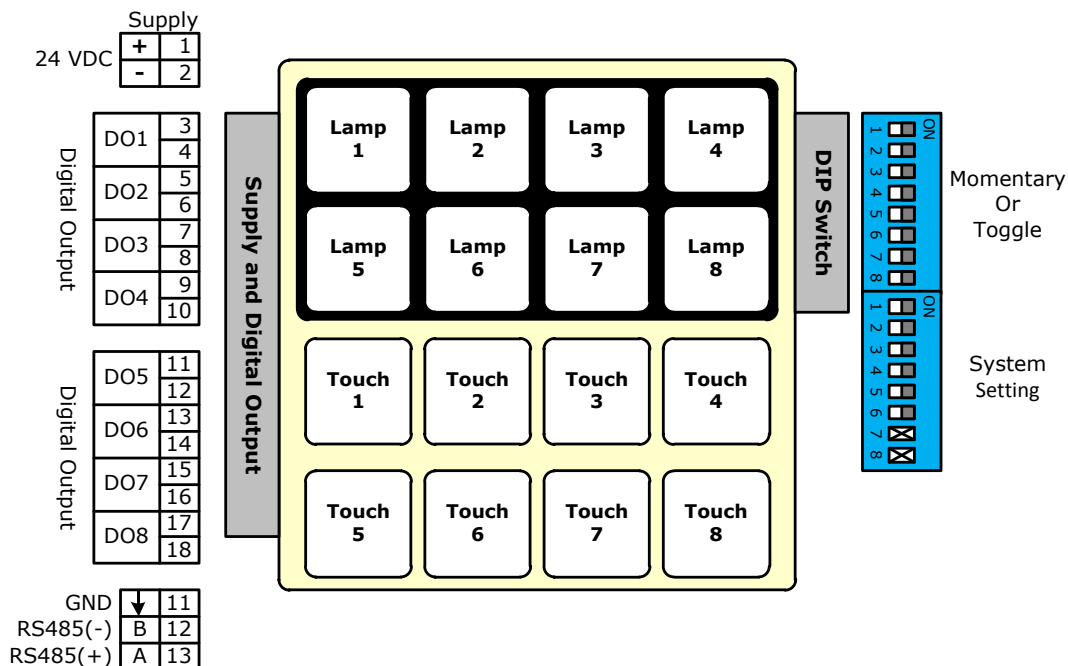 Supply
24 VDC
+ 1
- 2
Digital Output
DO1 3
4
DO2 5
6
DO3 7
8
DO4 9
10
Digital Output
DO5 11
12
DO6 13
14
DO7 15
16
DO8 17
18
GND 11
RS485(-) B 12
RS485(+) A 13
Supply and Digital Output
Lamp
1
Lamp
2
Lamp
3
Lamp
4
Lamp
5
Lamp
6
Lamp
7
Lamp
8
Touch
1
Touch
2
Touch
3
Touch
4
Touch
5
Touch
6
Touch
7
Touch
8
DIP Switch
ON
1
2
3
4
5
6
7
8
Momentary
Or
Toggle
ON
1
2
3
4
5
6
7
8
System
Setting